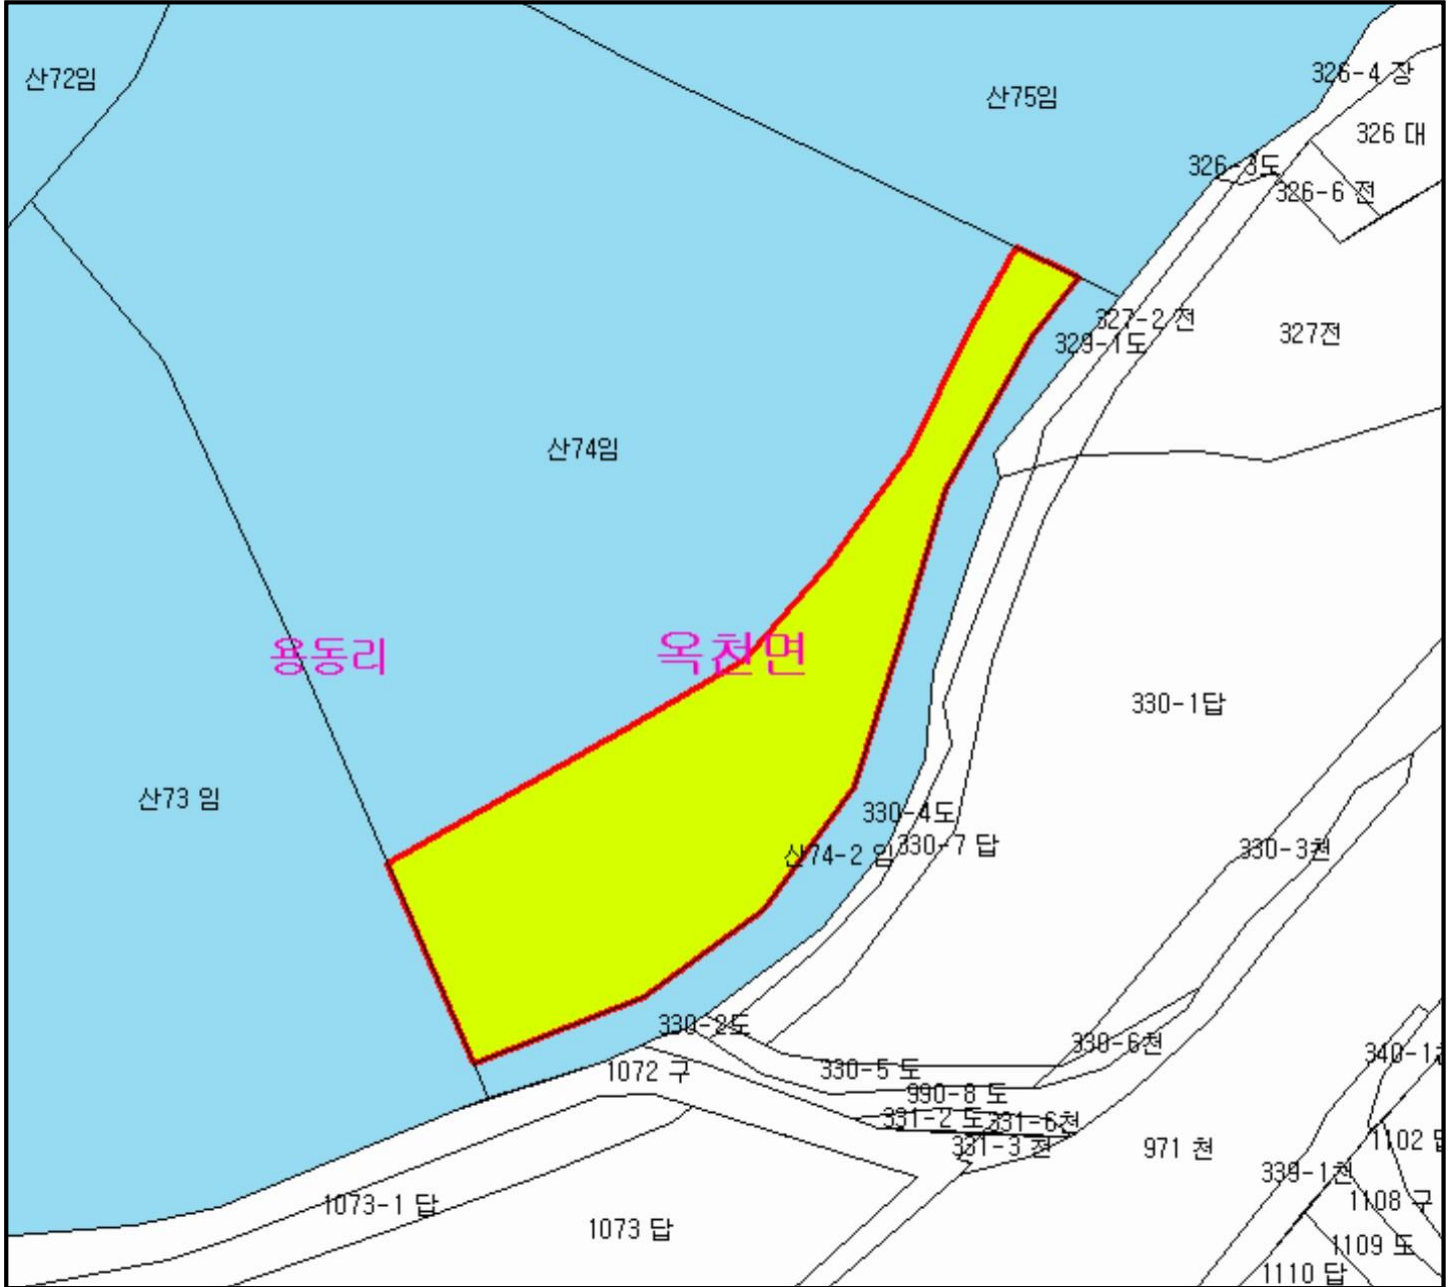 326-4 장
산72임
산75임
326 대
326-3도
326-6 전
327-2 전
327전
329-1도
산74임
용동리
옥천면
330-1답
산73 임
330-4도
330-7 답
330-3천
산74-2 임
330-2도
330-6천
340-1
1072 구
330-5 도
990-8 도
331-2 도
331-6천
331-3 천
971 천
1102 답
339-1천
1073-1 답
1108 구
1073 답
1109 도
1110 답